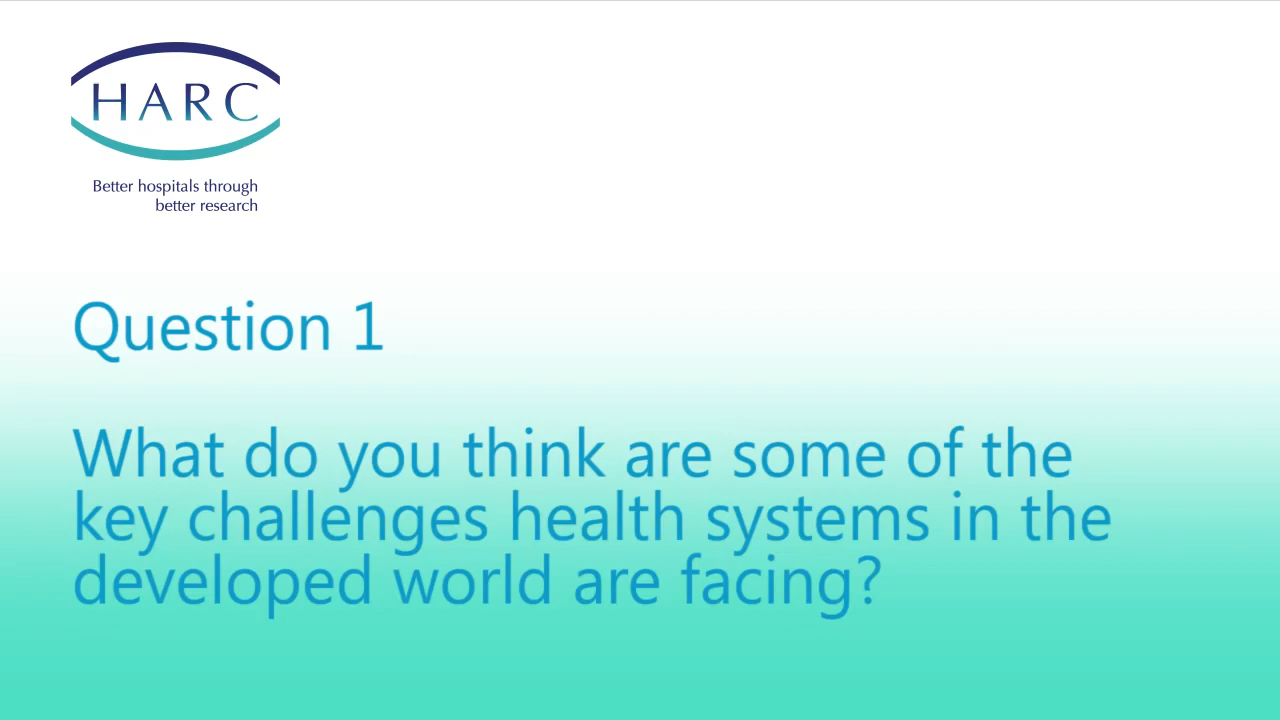 HARC
Better hospitals through
better research
Question 1
What do you think are some of the
key challenges health systems in the
developed world are facing?